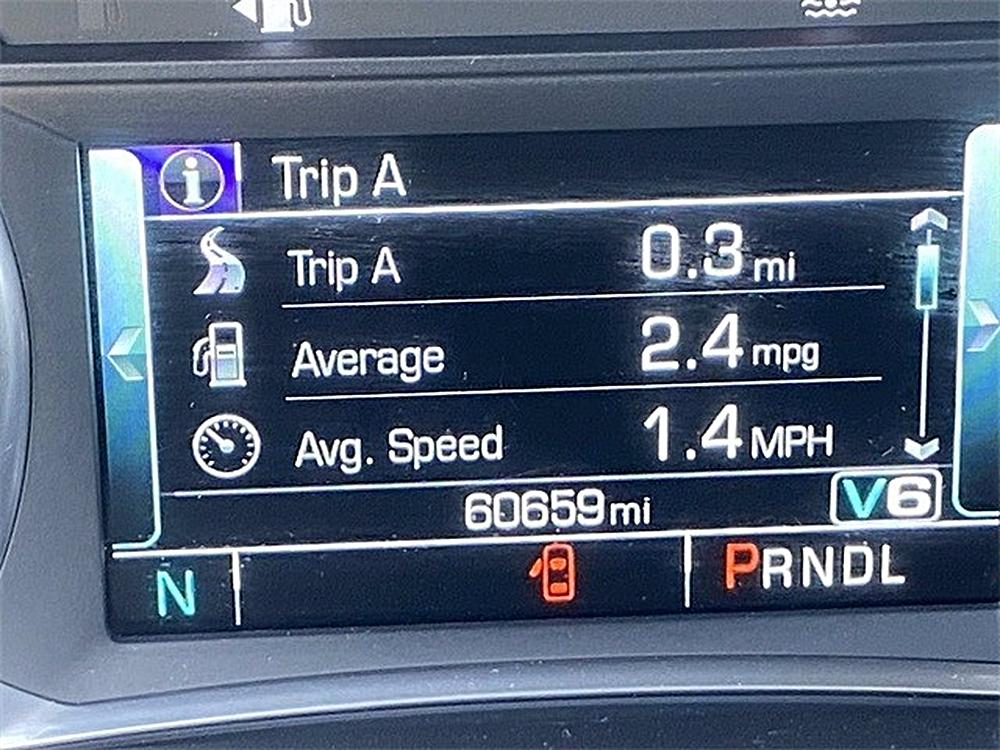 Trip A
Trip A 0.3 mi
Average 2.4 mpg
Avg. Speed 1.4 MPH
60659 mi V6
N PRNDL